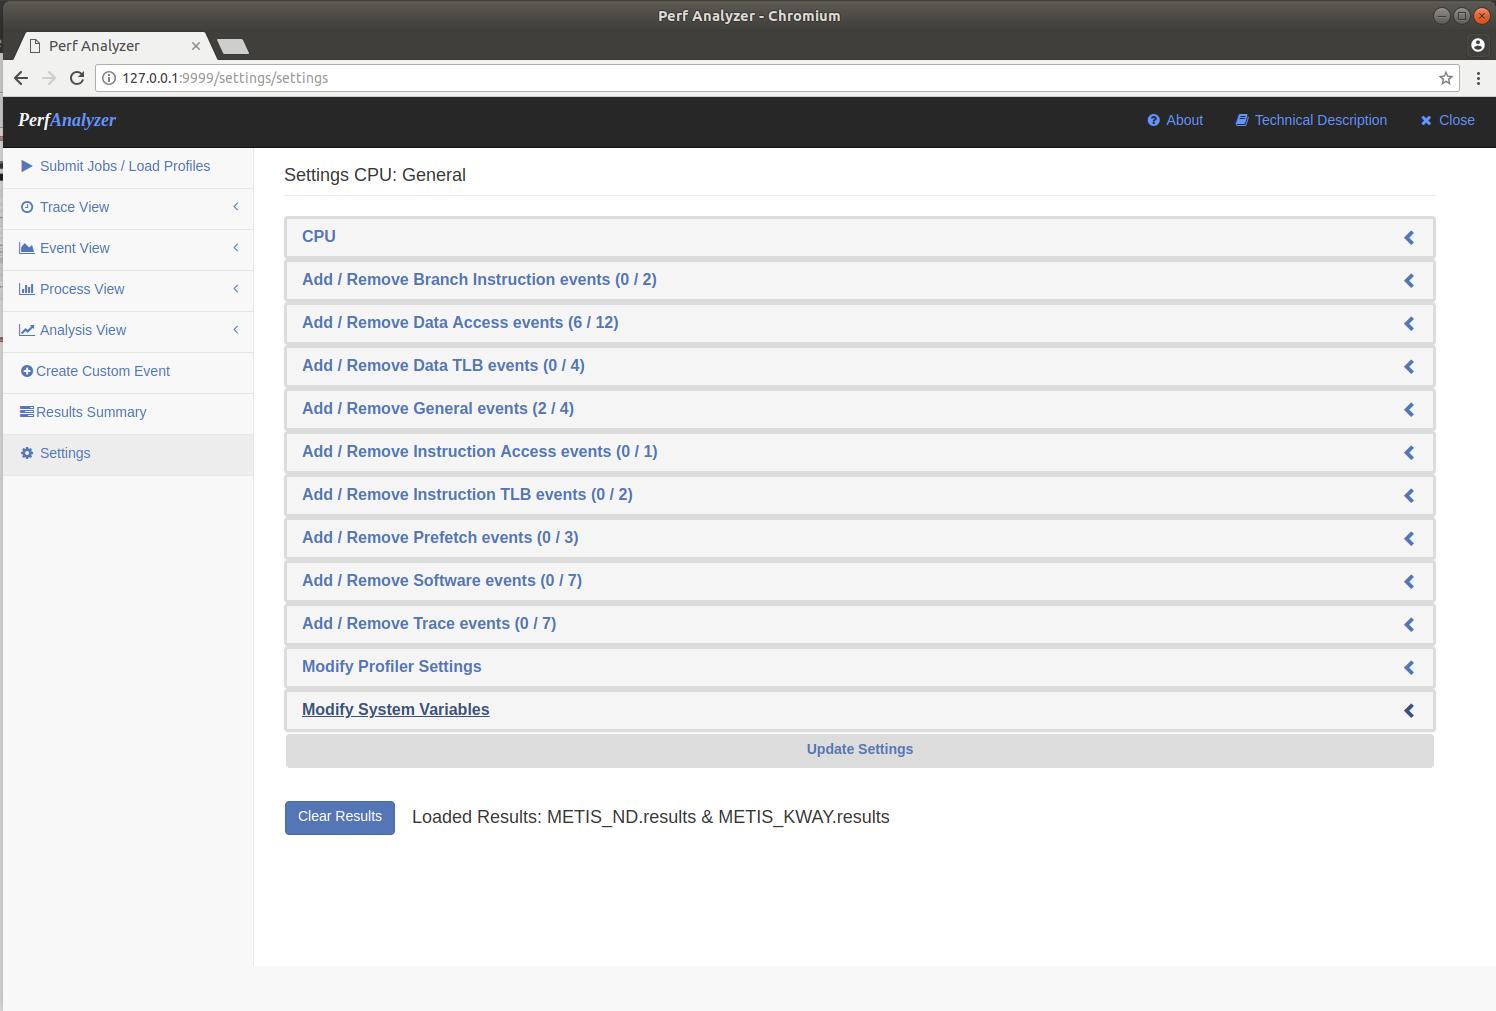 Perf Analyzer - Chromium
Perf Analyzer
127.0.0.1:9999/settings/settings
PerfAnalyzer
About
Technical Description
Close
Submit Jobs / Load Profiles
Trace View
Event View
Process View
Analysis View
Create Custom Event
Results Summary
Settings
Settings CPU: General
CPU
Add / Remove Branch Instruction events (0 / 2)
Add / Remove Data Access events (6 / 12)
Add / Remove Data TLB events (0 / 4)
Add / Remove General events (2 / 4)
Add / Remove Instruction Access events (0 / 1)
Add / Remove Instruction TLB events (0 / 2)
Add / Remove Prefetch events (0 / 3)
Add / Remove Software events (0 / 7)
Add / Remove Trace events (0 / 7)
Modify Profiler Settings
Modify System Variables
Update Settings
Clear Results
Loaded Results: METIS_ND.results & METIS_KWAY.results